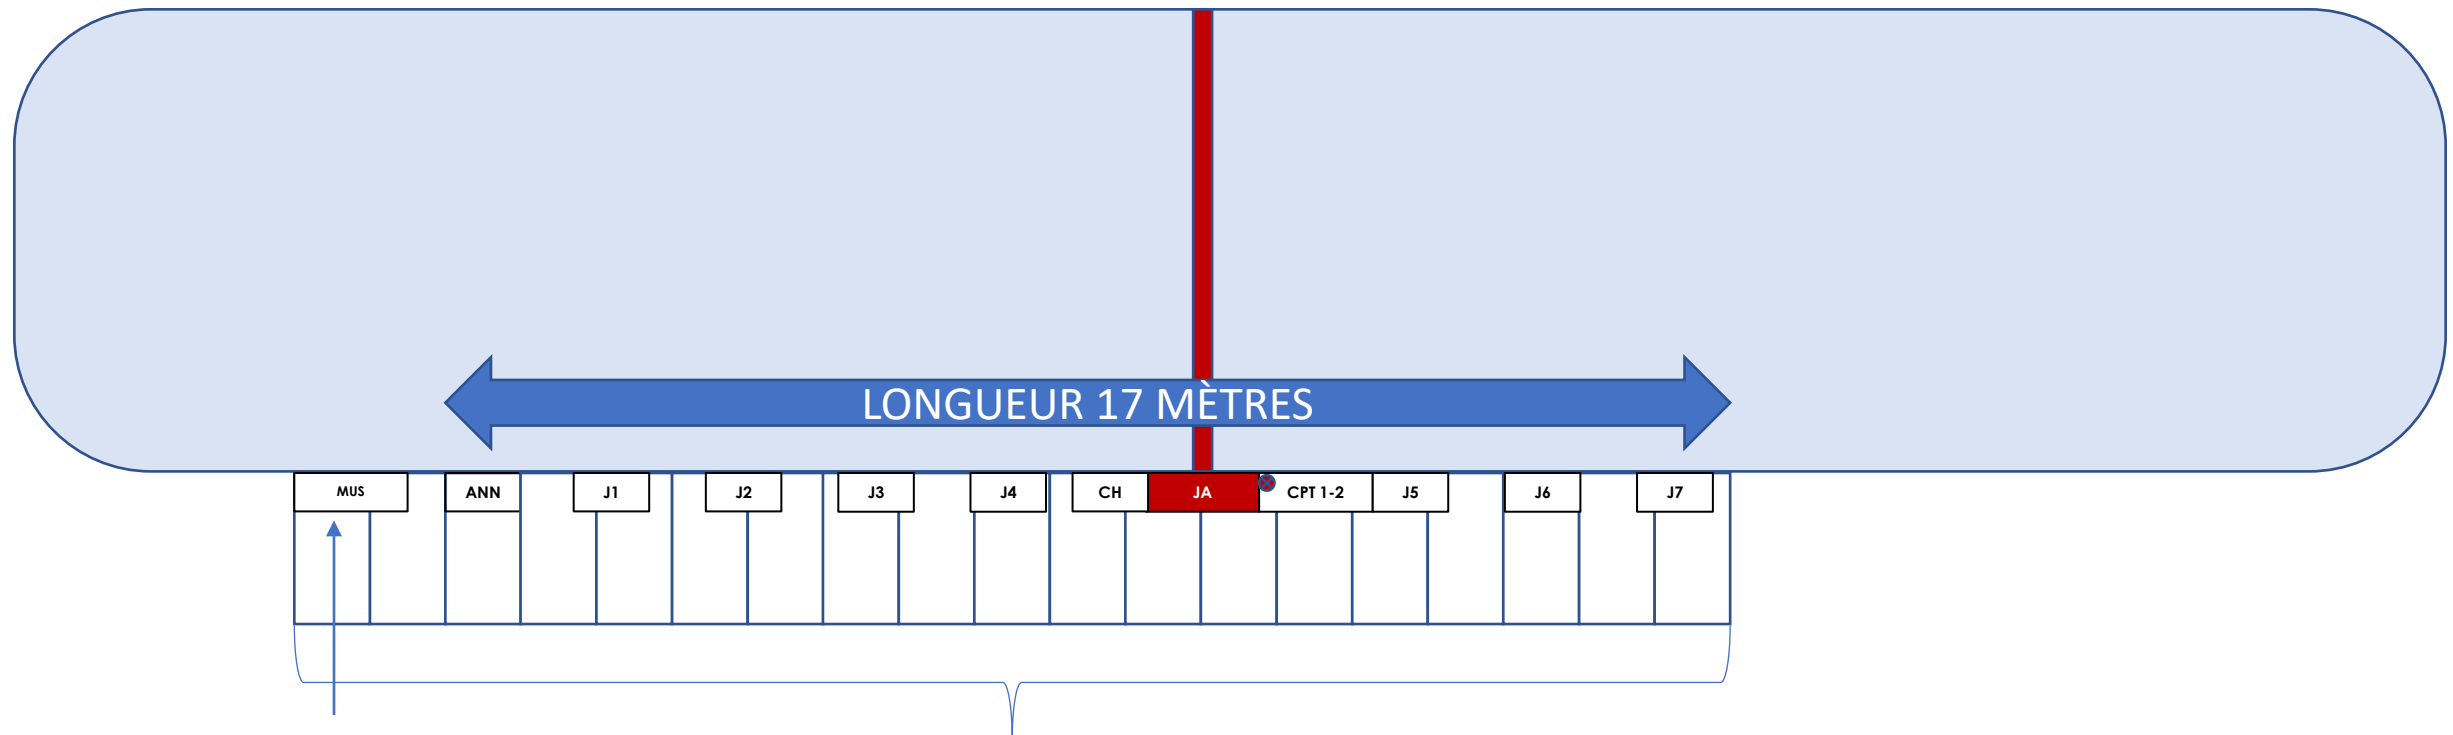 LONGUEUR 17 MÈTRES
MUS ANN J1 J2 J3 J4 CH JA CPT 1-2 J5 J6 J7